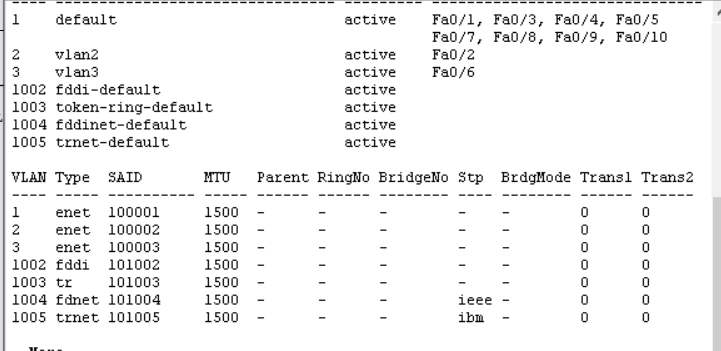 1    default                          active    Fa0/1, Fa0/3, Fa0/4, Fa0/5
                                                Fa0/7, Fa0/8, Fa0/9, Fa0/10
2    vlan2                            active    Fa0/2
3    vlan3                            active    Fa0/6
1002 fddi-default                     active
1003 token-ring-default               active
1004 fddinet-default                  active
1005 trnet-default                    active
VLAN Type  SAID       MTU   Parent RingNo BridgeNo Stp  BrdgMode Trans1 Trans2
---- ----- ---------- ----- ------ ------ -------- ---- -------- ------ ------
1    enet  100001     1500  -      -      -        -    -        0      0
2    enet  100002     1500  -      -      -        -    -        0      0
3    enet  100003     1500  -      -      -        -    -        0      0
1002 fddi  101002     1500  -      -      -        -    -        0      0
1003 tr    101003     1500  -      -      -        -    -        0      0
1004 fdnet 101004     1500  -      -      -        ieee -        0      0
1005 trnet 101005     1500  -      -      -        ibm  -        0      0